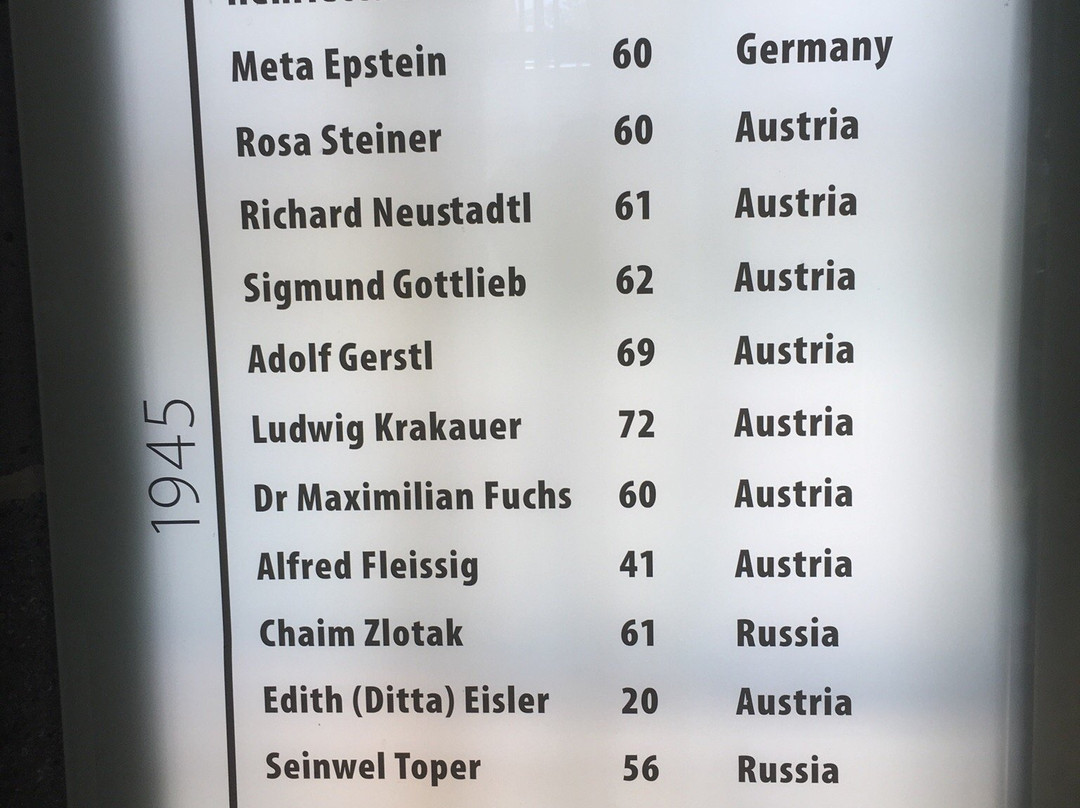 Meta Epstein 60 Germany
Rosa Steiner 60 Austria
Richard Neustadtl 61 Austria
Sigmund Gottlieb 62 Austria
Adolf Gerstl 69 Austria
Ludwig Krakauer 72 Austria
1945
Dr Maximilian Fuchs 60 Austria
Alfred Fleissig 41 Austria
Chaim Zlotak 61 Russia
Edith (Ditta) Eisler 20 Austria
Seinwel Toper 56 Russia